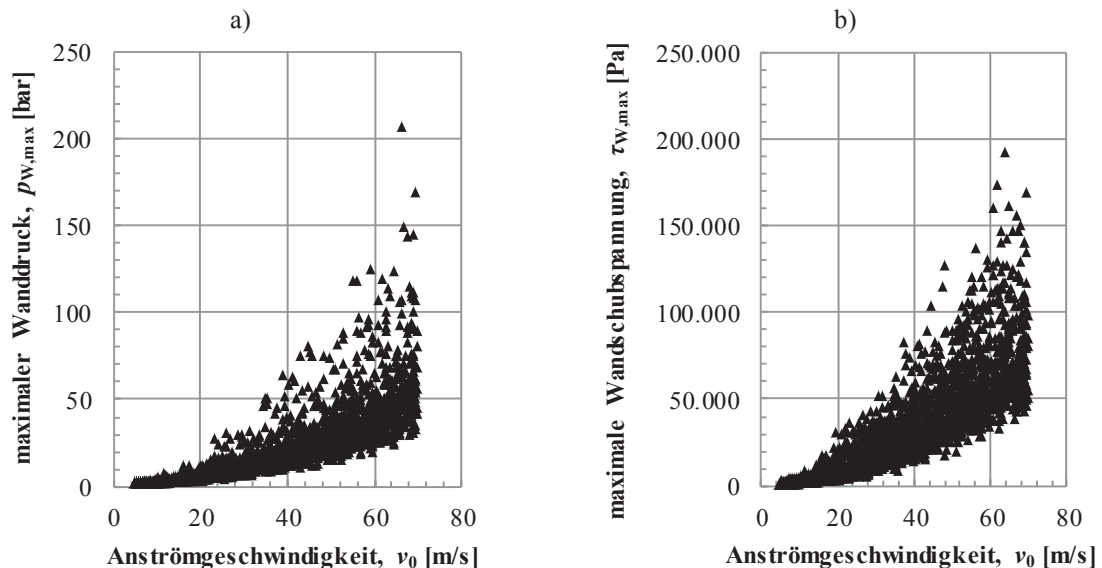 a)
maximaler Wanddruck, pW,max [bar]
250
200
150
100
50
0
0 20 40 60 80
Anströmgeschwindigkeit, v0 [m/s]
b)
maximale Wandschubspannung, τW,max [Pa]
250.000
200.000
150.000
100.000
50.000
0
0 20 40 60 80
Anströmgeschwindigkeit, v0 [m/s]